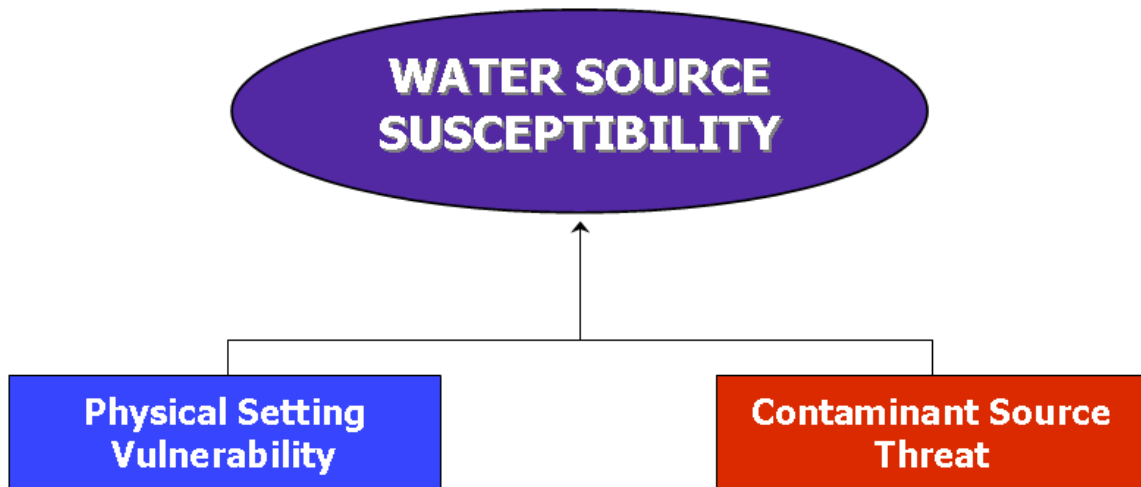 WATER SOURCE
SUSCEPTIBILITY
Physical Setting
Vulnerability
Contaminant Source
Threat